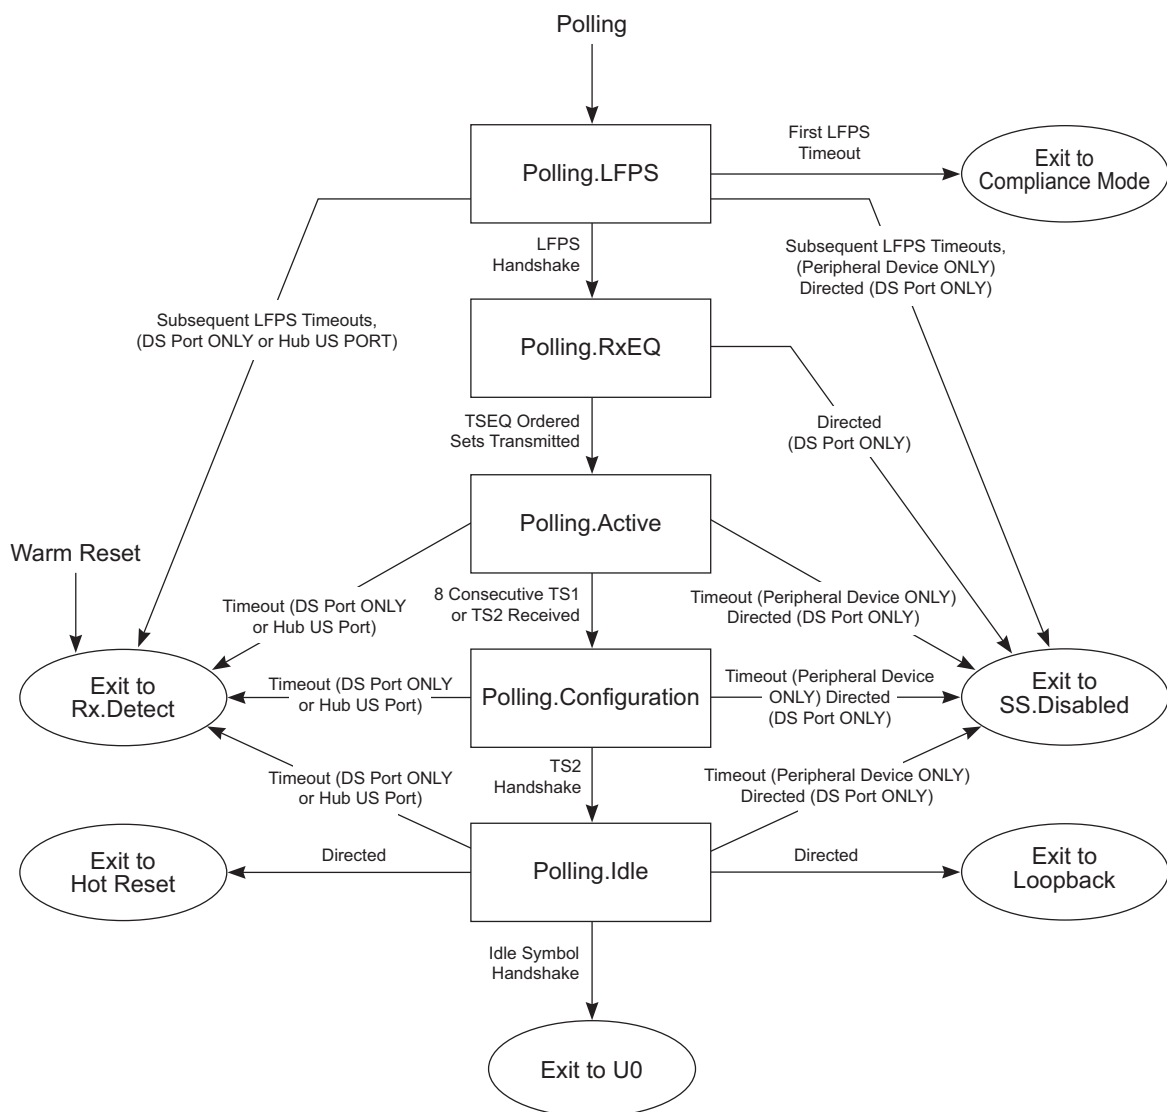 Polling
Polling.LFPS
First LFPS
Timeout
Exit to
Compliance Mode
LFPS
Handshake
Subsequent LFPS Timeouts,
(Peripheral Device ONLY)
Directed (DS Port ONLY)
Subsequent LFPS Timeouts,
(DS Port ONLY or Hub US PORT)
Polling.RxEQ
TSEQ Ordered
Sets Transmitted
Directed
(DS Port ONLY)
Polling.Active
Warm Reset
Timeout (DS Port ONLY
or Hub US Port)
8 Consecutive TS1
or TS2 Received
Timeout (Peripheral Device ONLY)
Directed (DS Port ONLY)
Exit to
Rx.Detect
Timeout (DS Port ONLY
or Hub US Port)
Polling.Configuration
Timeout (Peripheral Device
ONLY) Directed
(DS Port ONLY)
Exit to
SS.Disabled
Timeout (DS Port ONLY
or Hub US Port)
TS2
Handshake
Timeout (Peripheral Device ONLY)
Directed (DS Port ONLY)
Exit to
Hot Reset
Directed
Polling.Idle
Directed
Exit to
Loopback
Idle Symbol
Handshake
Exit to U0